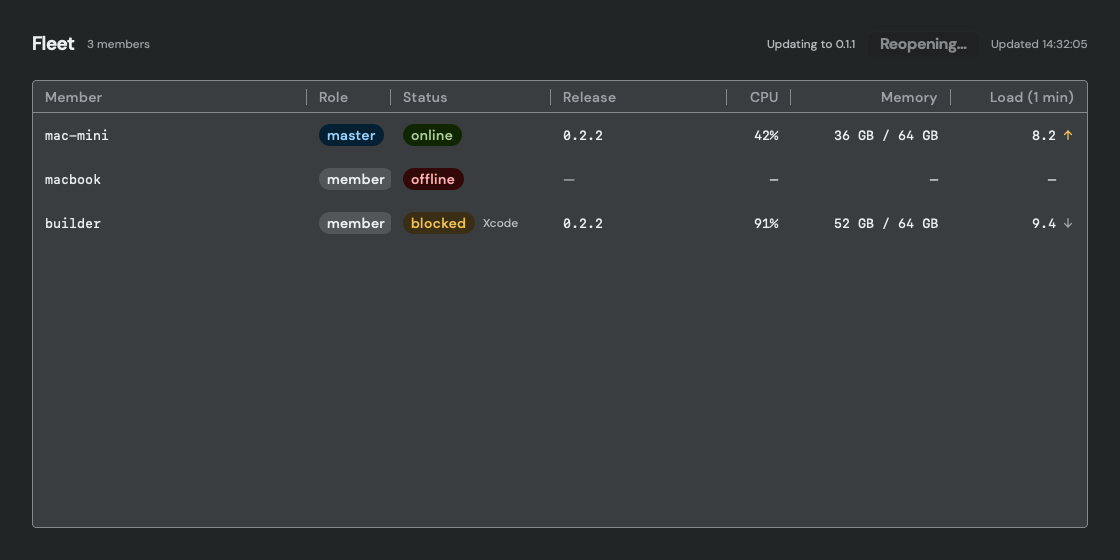 Fleet 3 members Updating to 0.1.1 Reopening... Updated 14:32:05
Member Role Status Release CPU Memory Load (1 min)
mac-mini master online 0.2.2 42% 36 GB / 64 GB 8.2 ↑
macbook member offline — — — —
builder member blocked Xcode 0.2.2 91% 52 GB / 64 GB 9.4 ↓